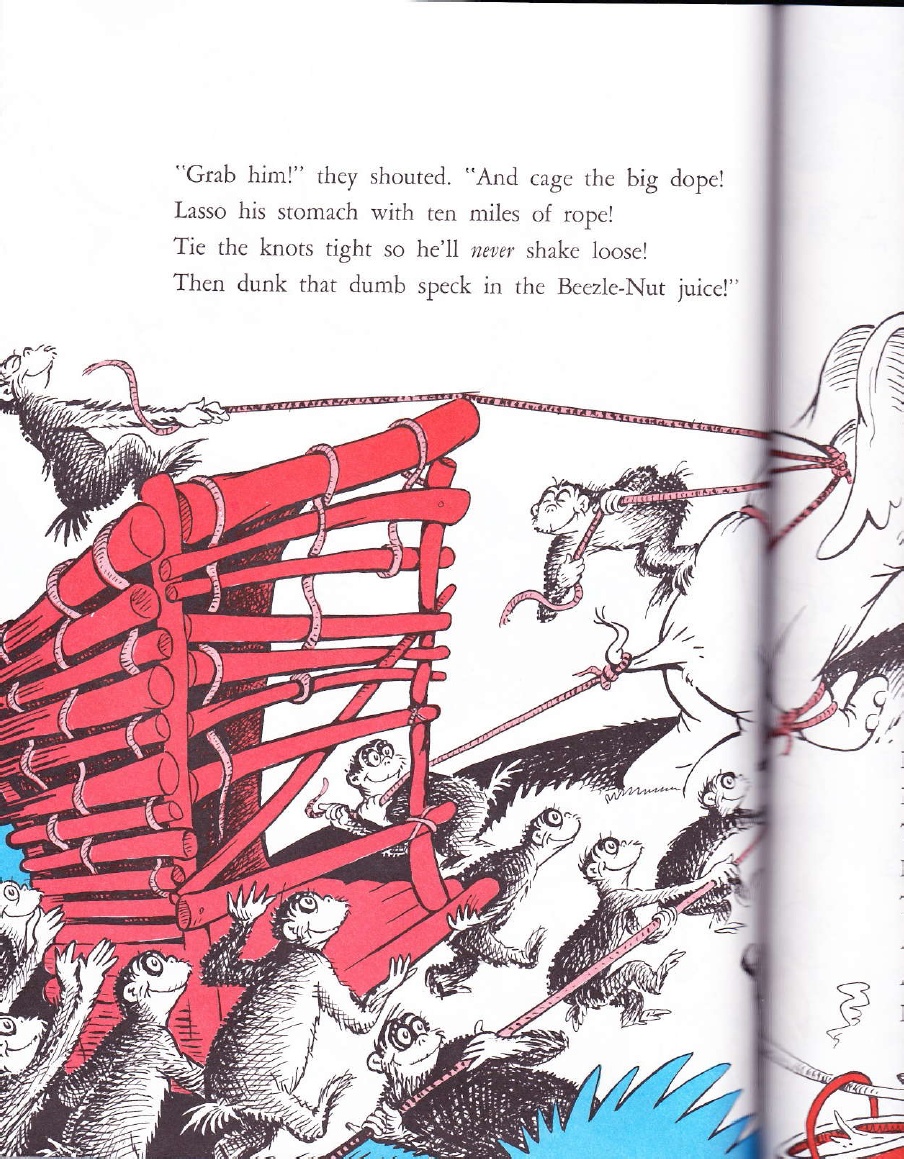 “Grab him!” they shouted. “And cage the big dope!
Lasso his stomach with ten miles of rope!
Tie the knots tight so he’ll never shake loose!
Then dunk that dumb speck in the Beezle-Nut juice!”